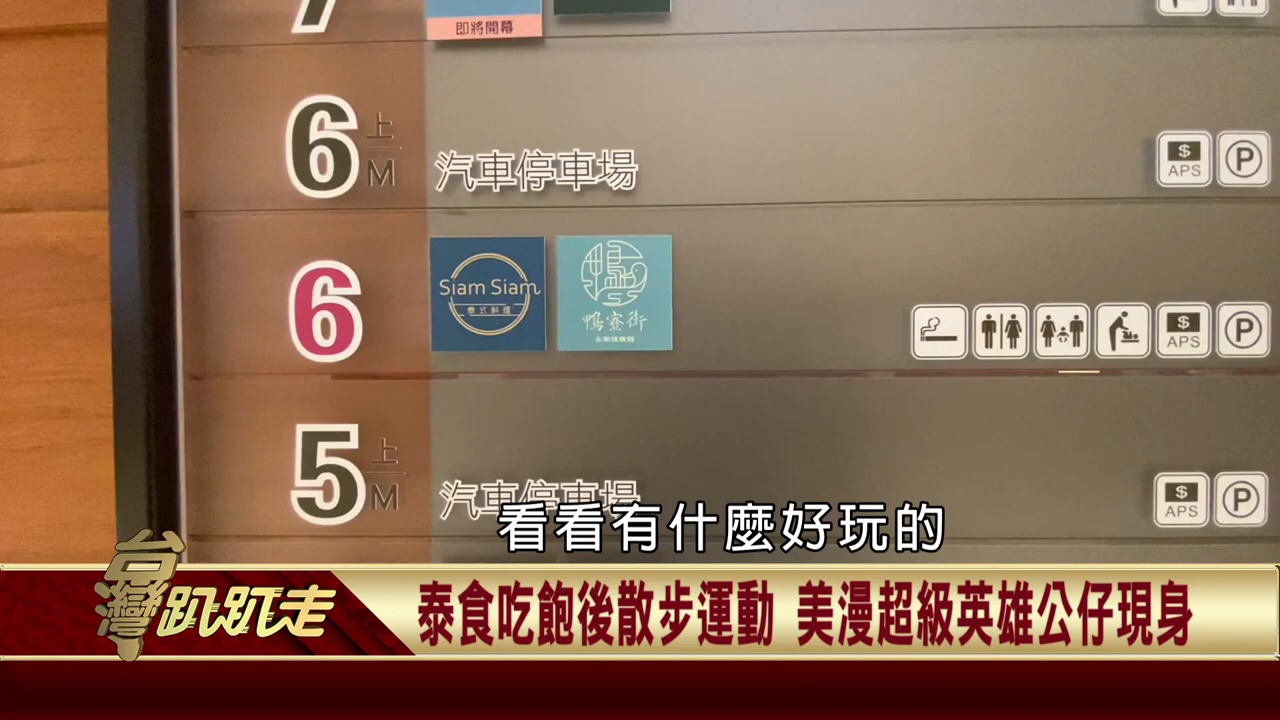 7
即將開幕
6 上 M
汽車停車場
$ APS P
6
Siam Siam
泰式料理
鴨寮街
$ APS P
5 上 M
汽車停車場
$ APS P
看看有什麼好玩的
台灣趴趴走
泰食吃飽後散步運動 美漫超級英雄公仔現身